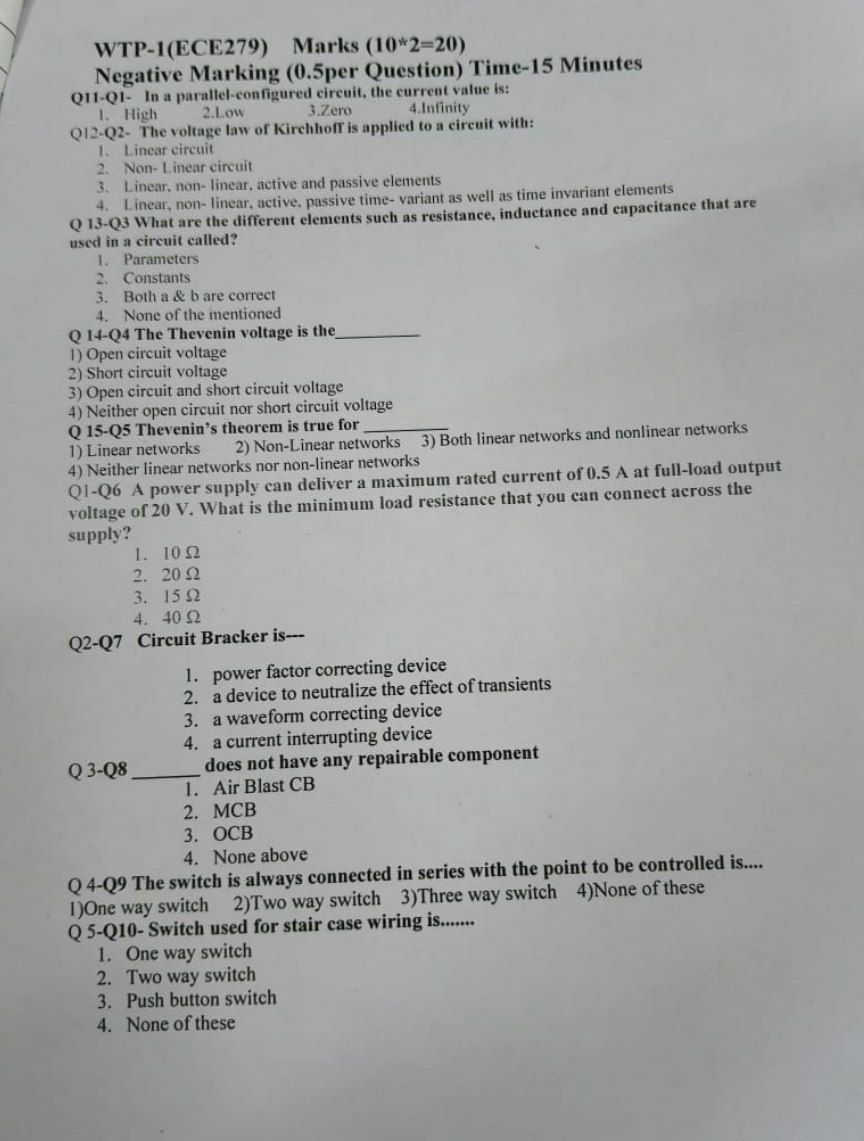 WTP-1(ECE279) Marks (10*2=20)
Negative Marking (0.5per Question) Time-15 Minutes
Q11-Q1- In a parallel-configured circuit, the current value is:
1. High 2.Low 3.Zero 4.Infinity
Q12-Q2- The voltage law of Kirchhoff is applied to a circuit with:
1. Linear circuit
2. Non- Linear circuit
3. Linear, non- linear, active and passive elements
4. Linear, non- linear, active, passive time- variant as well as time invariant elements
Q 13-Q3 What are the different elements such as resistance, inductance and capacitance that are
used in a circuit called?
1. Parameters
2. Constants
3. Both a & b are correct
4. None of the mentioned
Q 14-Q4 The Thevenin voltage is the__________
1) Open circuit voltage
2) Short circuit voltage
3) Open circuit and short circuit voltage
4) Neither open circuit nor short circuit voltage
Q 15-Q5 Thevenin's theorem is true for __________
1) Linear networks 2) Non-Linear networks 3) Both linear networks and nonlinear networks
4) Neither linear networks nor non-linear networks
Q1-Q6 A power supply can deliver a maximum rated current of 0.5 A at full-load output
voltage of 20 V. What is the minimum load resistance that you can connect across the
supply?
1. 10 Ω
2. 20 Ω
3. 15 Ω
4. 40 Ω
Q2-Q7 Circuit Bracker is---
1. power factor correcting device
2. a device to neutralize the effect of transients
3. a waveform correcting device
4. a current interrupting device
Q 3-Q8 _______ does not have any repairable component
1. Air Blast CB
2. MCB
3. OCB
4. None above
Q 4-Q9 The switch is always connected in series with the point to be controlled is....
1)One way switch 2)Two way switch 3)Three way switch 4)None of these
Q 5-Q10- Switch used for stair case wiring is.......
1. One way switch
2. Two way switch
3. Push button switch
4. None of these